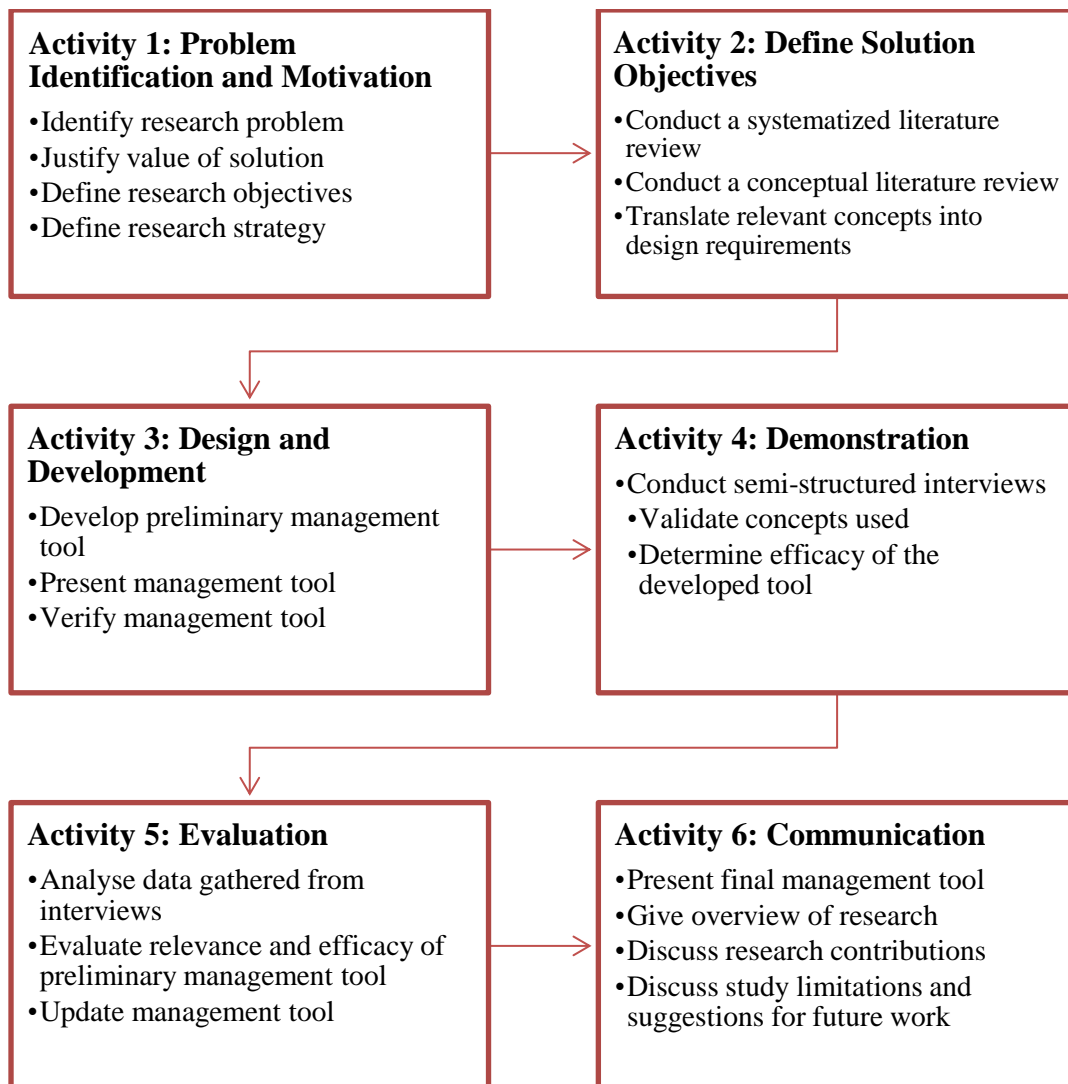 Activity 1: Problem
Identification and Motivation
•Identify research problem
•Justify value of solution
•Define research objectives
•Define research strategy
Activity 2: Define Solution
Objectives
•Conduct a systematized literature
review
•Conduct a conceptual literature review
•Translate relevant concepts into
design requirements
Activity 3: Design and
Development
•Develop preliminary management
tool
•Present management tool
•Verify management tool
Activity 4: Demonstration
•Conduct semi-structured interviews
•Validate concepts used
•Determine efficacy of the
developed tool
Activity 5: Evaluation
•Analyse data gathered from
interviews
•Evaluate relevance and efficacy of
preliminary management tool
•Update management tool
Activity 6: Communication
•Present final management tool
•Give overview of research
•Discuss research contributions
•Discuss study limitations and
suggestions for future work